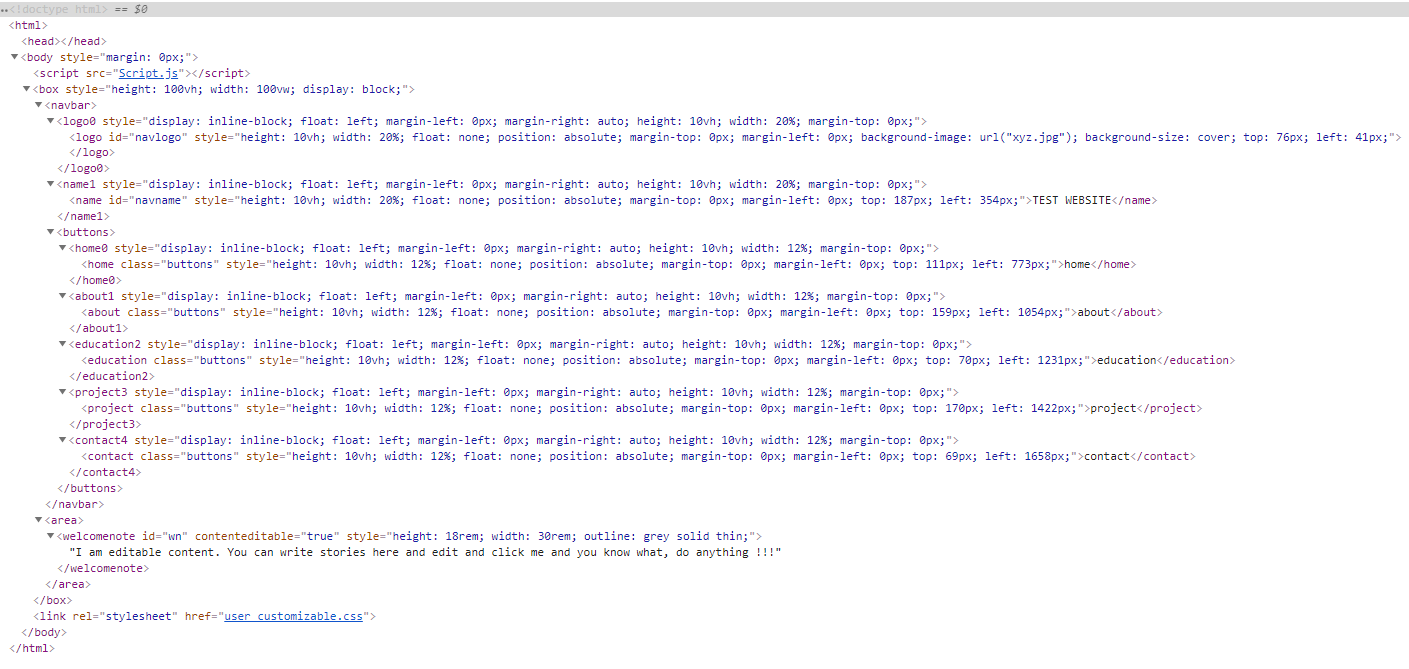 <!doctype html> == $0
<html>
<head></head>
<body style="margin: 0px;">
<script src="Script.js"></script>
<box style="height: 100vh; width: 100vw; display: block;">
<navbar>
<logo0 style="display: inline-block; float: left; margin-left: 0px; margin-right: auto; height: 10vh; width: 20%; margin-top: 0px;">
<logo id="navlogo" style="height: 10vh; width: 20%; float: none; position: absolute; margin-top: 0px; margin-left: 0px; background-image: url("xyz.jpg"); background-size: cover; top: 76px; left: 41px;">
</logo>
</logo0>
<name1 style="display: inline-block; float: left; margin-left: 0px; margin-right: auto; height: 10vh; width: 20%; margin-top: 0px;">
<name id="navname" style="height: 10vh; width: 20%; float: none; position: absolute; margin-top: 0px; margin-left: 0px; top: 187px; left: 354px;">TEST WEBSITE</name>
</name1>
<buttons>
<home0 style="display: inline-block; float: left; margin-left: 0px; margin-right: auto; height: 10vh; width: 12%; margin-top: 0px;">
<home class="buttons" style="height: 10vh; width: 12%; float: none; position: absolute; margin-top: 0px; margin-left: 0px; top: 111px; left: 773px;">home</home>
</home0>
<about1 style="display: inline-block; float: left; margin-left: 0px; margin-right: auto; height: 10vh; width: 12%; margin-top: 0px;">
<about class="buttons" style="height: 10vh; width: 12%; float: none; position: absolute; margin-top: 0px; margin-left: 0px; top: 159px; left: 1054px;">about</about>
</about1>
<education2 style="display: inline-block; float: left; margin-left: 0px; margin-right: auto; height: 10vh; width: 12%; margin-top: 0px;">
<education class="buttons" style="height: 10vh; width: 12%; float: none; position: absolute; margin-top: 0px; margin-left: 0px; top: 70px; left: 1231px;">education</education>
</education2>
<project3 style="display: inline-block; float: left; margin-left: 0px; margin-right: auto; height: 10vh; width: 12%; margin-top: 0px;">
<project class="buttons" style="height: 10vh; width: 12%; float: none; position: absolute; margin-top: 0px; margin-left: 0px; top: 170px; left: 1422px;">project</project>
</project3>
<contact4 style="display: inline-block; float: left; margin-left: 0px; margin-right: auto; height: 10vh; width: 12%; margin-top: 0px;">
<contact class="buttons" style="height: 10vh; width: 12%; float: none; position: absolute; margin-top: 0px; margin-left: 0px; top: 69px; left: 1658px;">contact</contact>
</contact4>
</buttons>
</navbar>
<area>
<welcomenote id="wn" contenteditable="true" style="height: 18rem; width: 30rem; outline: grey solid thin;">
"I am editable content. You can write stories here and edit and click me and you know what, do anything !!!"
</welcomenote>
</area>
</box>
<link rel="stylesheet" href="user_customizable.css">
</body>
</html>